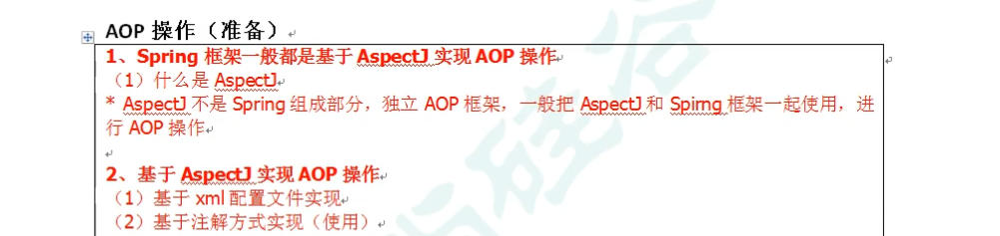 AOP 操作（准备）
1、Spring 框架一般都是基于 AspectJ 实现 AOP 操作
（1）什么是 AspectJ
* AspectJ 不是 Spring 组成部分，独立 AOP 框架，一般把 AspectJ 和 Spirng 框架一起使用，进
行 AOP 操作
2、基于 AspectJ 实现 AOP 操作
（1）基于 xml 配置文件实现
（2）基于注解方式实现（使用）